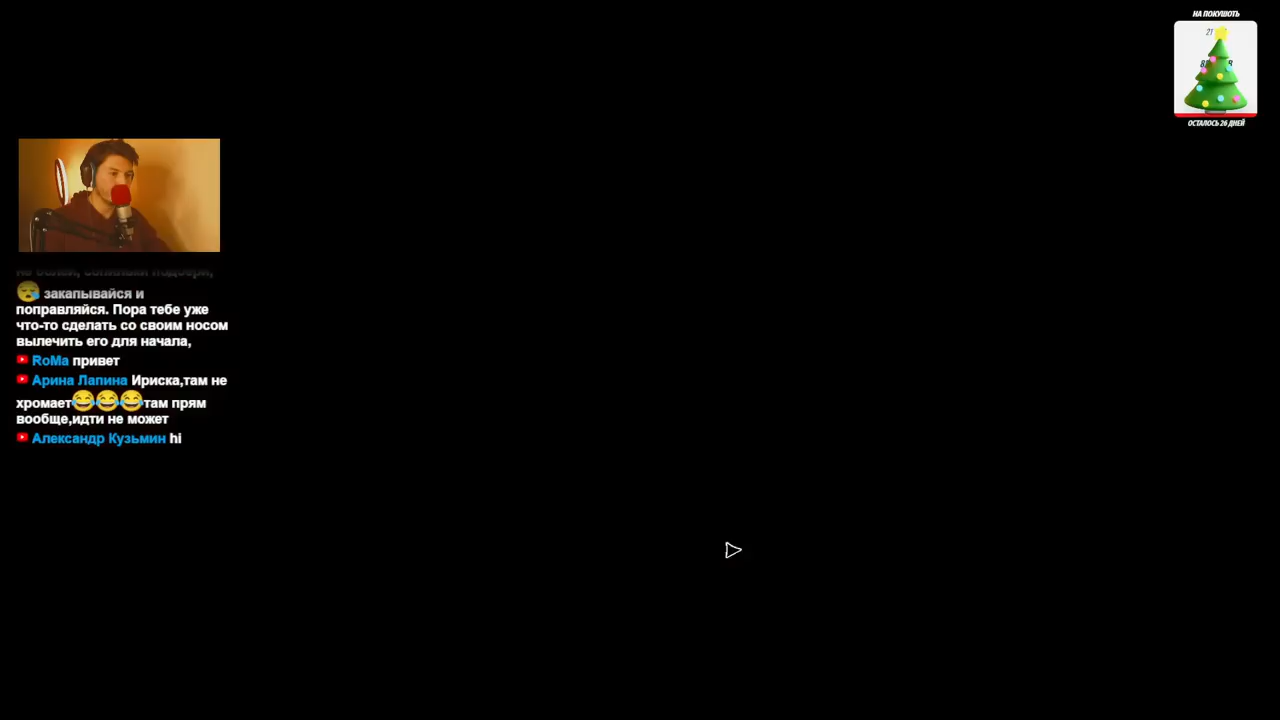 НА ПОКУШОТЬ
21
ОСТАЛОСЬ 26 ДНЕЙ
закапывайся и
поправляйся. Пора тебе уже
что-то сделать со своим носом
вылечить его для начала,
RoMa привет
Арина Лапина Ириска,там не
хромает😂😂😂там прям
вообще,идти не может
Александр Кузьмин hi